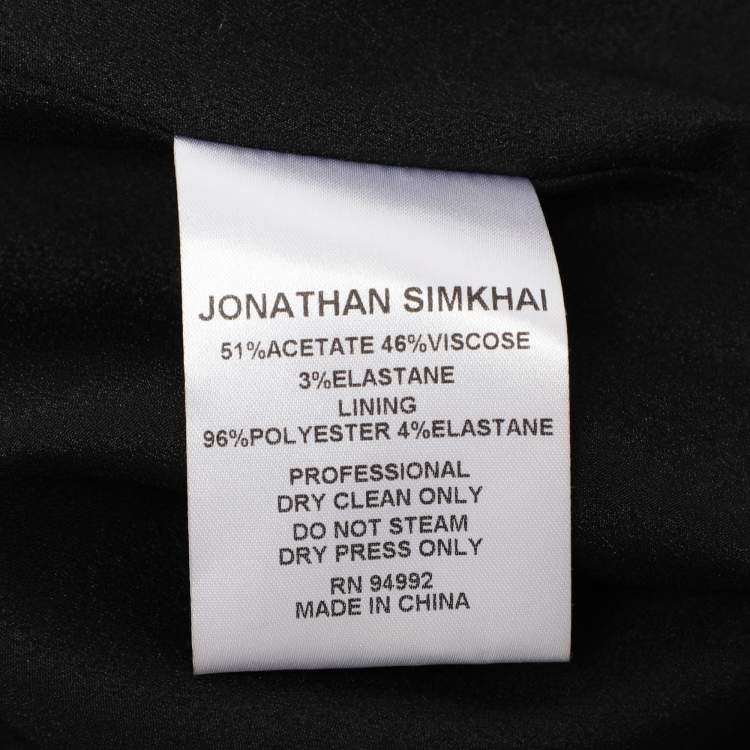 JONATHAN SIMKHAI
51%ACETATE 46%VISCOSE
3%ELASTANE
LINING
96%POLYESTER 4%ELASTANE
PROFESSIONAL
DRY CLEAN ONLY
DO NOT STEAM
DRY PRESS ONLY
RN 94992
MADE IN CHINA